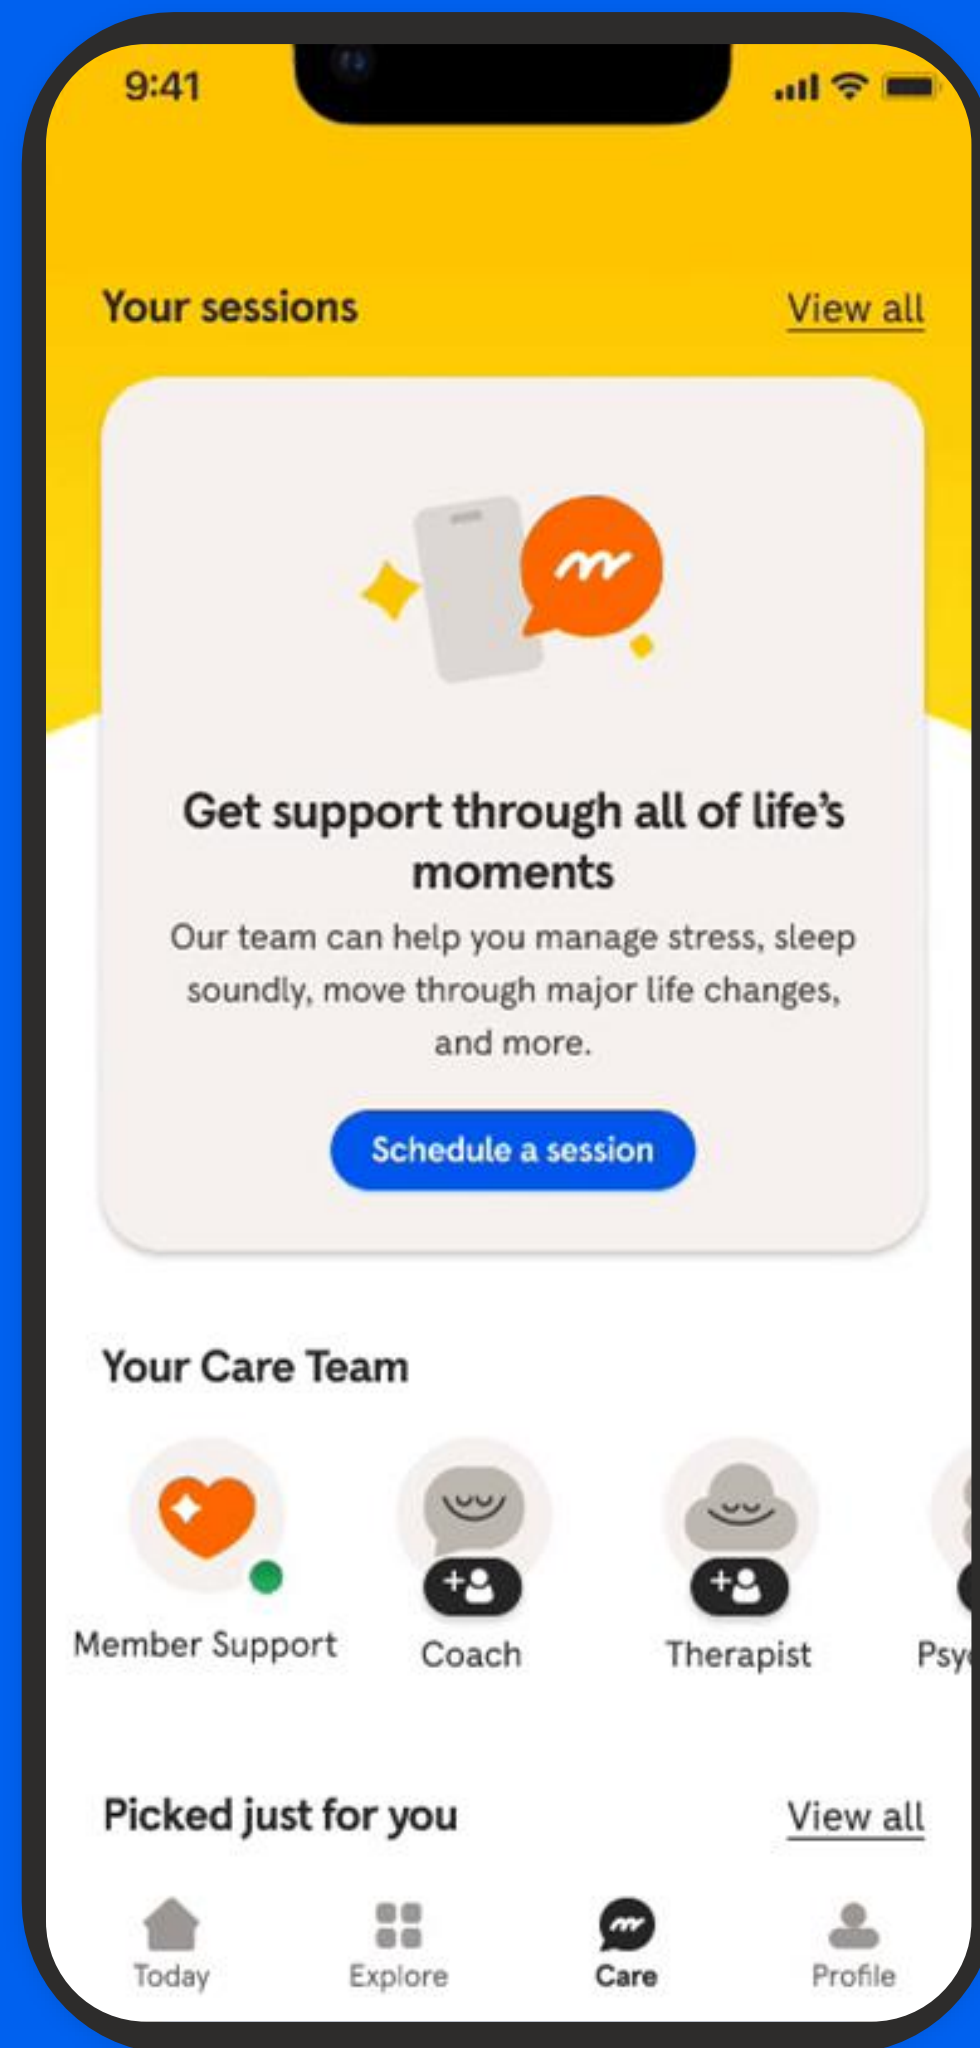 9:41
Your sessions
View all
Get support through all of life’s
moments
Our team can help you manage stress, sleep
soundly, move through major life changes,
and more.
Schedule a session
Your Care Team
Member Support
Coach
Therapist
Picked just for you
View all
Today
Explore
Care
Profile